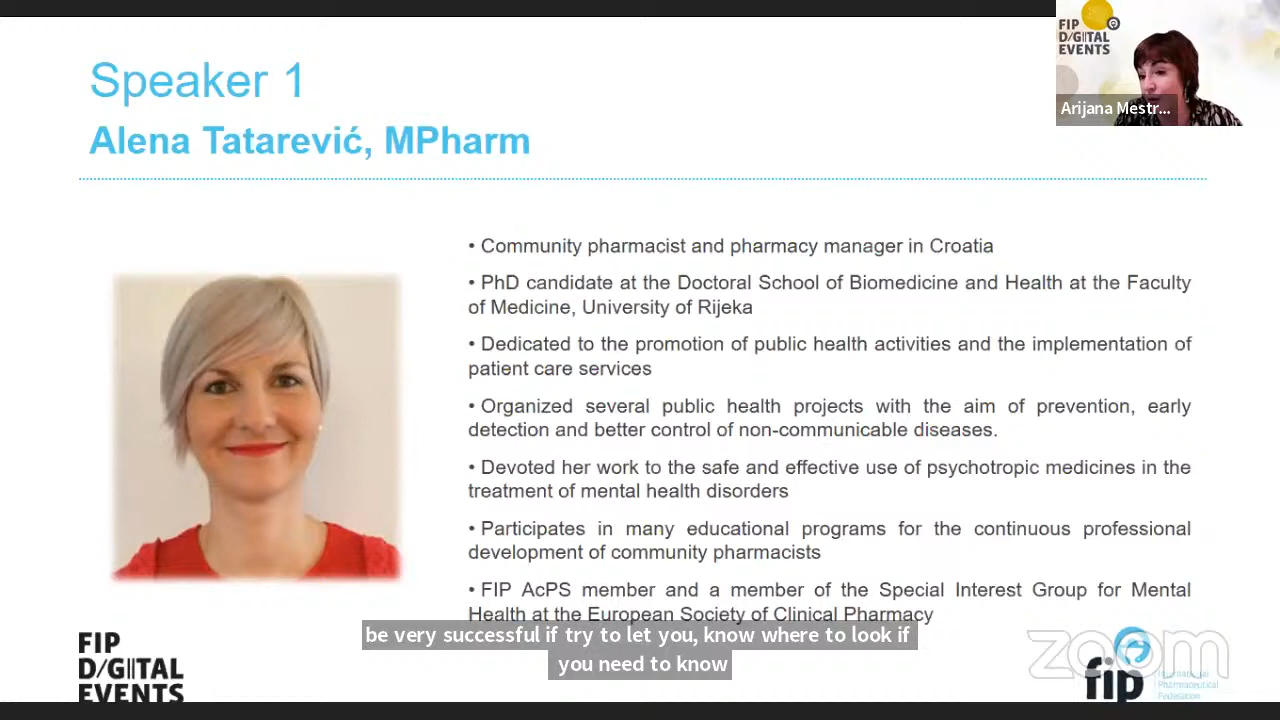 Speaker 1
Alena Tatarević, MPharm
FIP
D/G|TAL
EVENTS
Arijana Mestr...
• Community pharmacist and pharmacy manager in Croatia
• PhD candidate at the Doctoral School of Biomedicine and Health at the Faculty
of Medicine, University of Rijeka
• Dedicated to the promotion of public health activities and the implementation of
patient care services
• Organized several public health projects with the aim of prevention, early
detection and better control of non-communicable diseases.
• Devoted her work to the safe and effective use of psychotropic medicines in the
treatment of mental health disorders
• Participates in many educational programs for the continuous professional
development of community pharmacists
• FIP AcPS member and a member of the Special Interest Group for Mental
Health at the European Society of Clinical Pharmacy
be very successful if try to let you, know where to look if
you need to know
FIP
D/G|TAL
EVENTS
zoom
fip
International
Pharmaceutical
Federation